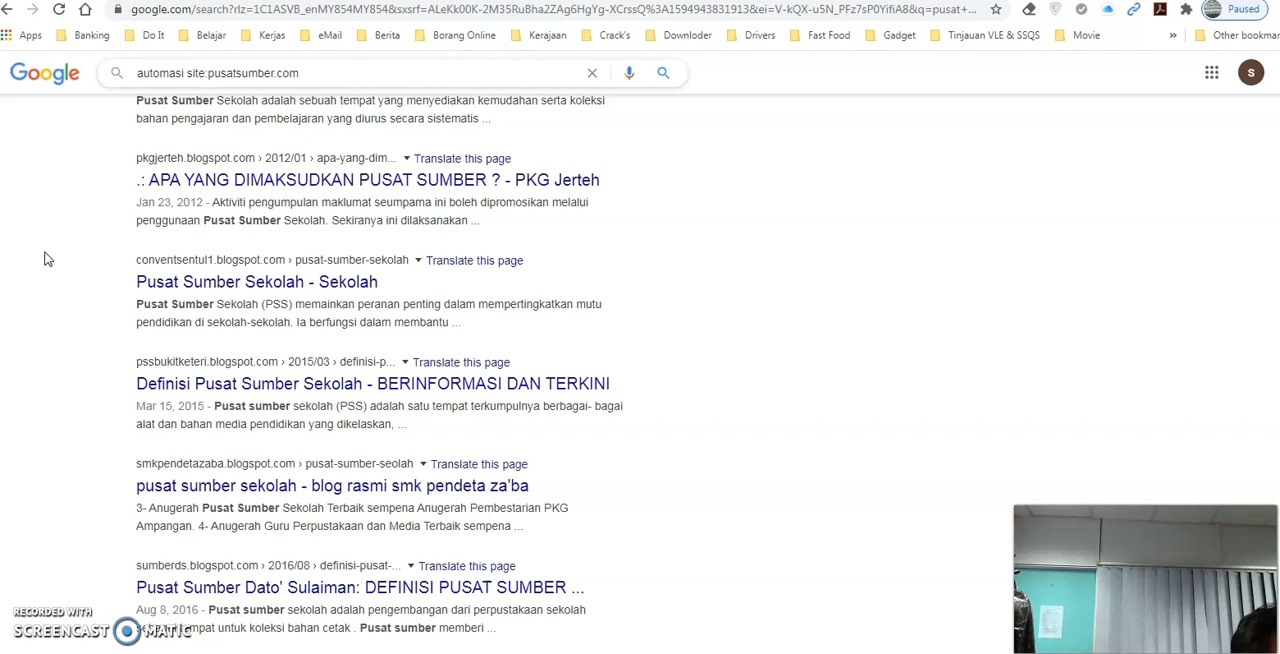 google.com/search?rlz=1C1ASVB_enMY854MY854&sxsrf=ALeKk00K-2M35RuBha2ZAg6HgYg-XCrssQ%3A1594943831913&ei=V-kQX-u5N_PFz7sP0YifiA8&q=pusat+...
Paused
Apps Banking Do It Belajar Kerjas eMail Berita Borang Online Kerajaan Crack's Downloder Drivers Fast Food Gadget Tinjauan VLE & SSQS Movie » Other bookmar
Google automasi site:pusatsumber.com S
Pusat Sumber Sekolah adalah sebuah tempat yang menyediakan kemudahan serta koleksi
bahan pengajaran dan pembelajaran yang diurus secara sistematis ...
pkgjerteh.blogspot.com › 2012/01 › apa-yang-dim... Translate this page
.: APA YANG DIMAKSUDKAN PUSAT SUMBER ? - PKG Jerteh
Jan 23, 2012 - Aktiviti pengumpulan maklumat seumpama ini boleh dipromosikan melalui
penggunaan Pusat Sumber Sekolah. Sekiranya ini dilaksanakan ...
conventsentul1.blogspot.com › pusat-sumber-sekolah Translate this page
Pusat Sumber Sekolah - Sekolah
Pusat Sumber Sekolah (PSS) memainkan peranan penting dalam mempertingkatkan mutu
pendidikan di sekolah-sekolah. Ia berfungsi dalam membantu ...
pssbukitketeri.blogspot.com › 2015/03 › definisi-p... Translate this page
Definisi Pusat Sumber Sekolah - BERINFORMASI DAN TERKINI
Mar 15, 2015 - Pusat sumber sekolah (PSS) adalah satu tempat terkumpulnya berbagai- bagai
alat dan bahan media pendidikan yang dikelaskan, ...
smkpendetazaba.blogspot.com › pusat-sumber-seolah Translate this page
pusat sumber sekolah - blog rasmi smk pendeta za'ba
3- Anugerah Pusat Sumber Sekolah Terbaik sempena Anugerah Pembestarian PKG
Ampangan. 4- Anugerah Guru Perpustakaan dan Media Terbaik sempena ...
sumberds.blogspot.com › 2016/08 › definisi-pusat-... Translate this page
Pusat Sumber Dato' Sulaiman: DEFINISI PUSAT SUMBER ...
Aug 8, 2016 - Pusat sumber sekolah adalah pengembangan dari perpustakaan sekolah
tempat untuk koleksi bahan cetak . Pusat sumber memberi ...
RECORDED WITH
SCREENCAST MATIC